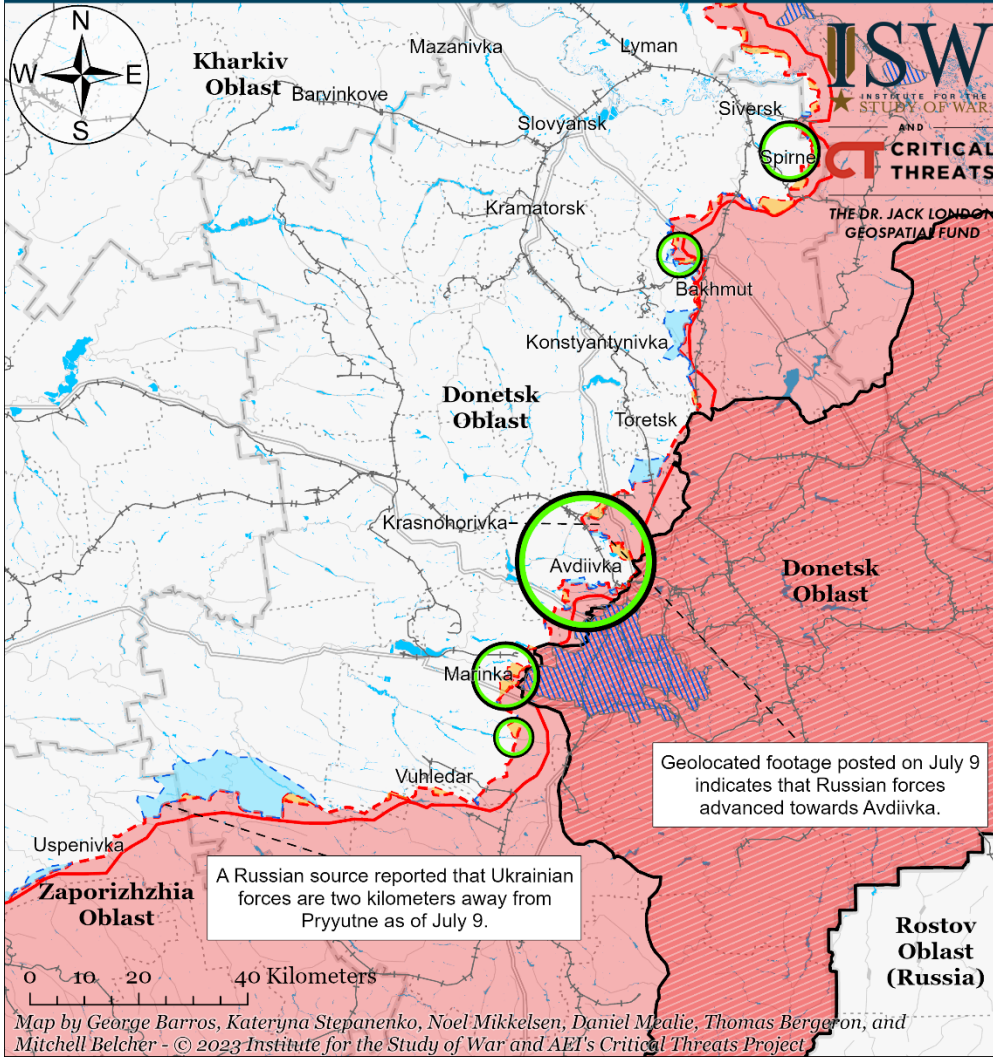 N
W
E
S
Kharkiv
Oblast
Mazanivka
Lyman
Barvinkove
Slovyansk
Siversk
ISW
INSTITUTE FOR THE
STUDY OF WAR
AND
CT CRITICAL
THREATS
THE DR. JACK LONDON
GEOSPATIAL FUND
Spirne
Kramatorsk
Bakhmut
Konstyantynivka
Donetsk
Oblast
Toretsk
Krasnohorivka
Avdiivka
Donetsk
Oblast
Marinka
Vuhledar
Geolocated footage posted on July 9
indicates that Russian forces
advanced towards Avdiivka.
Uspenivka
Zaporizhzhia
Oblast
A Russian source reported that Ukrainian
forces are two kilometers away from
Pryyutne as of July 9.
Rostov
Oblast
(Russia)
0 10 20 40 Kilometers
Map by George Barros, Kateryna Stepanenko, Noel Mikkelsen, Daniel Mealie, Thomas Bergeron, and
Mitchell Belcher - © 2023 Institute for the Study of War and AEI's Critical Threats Project